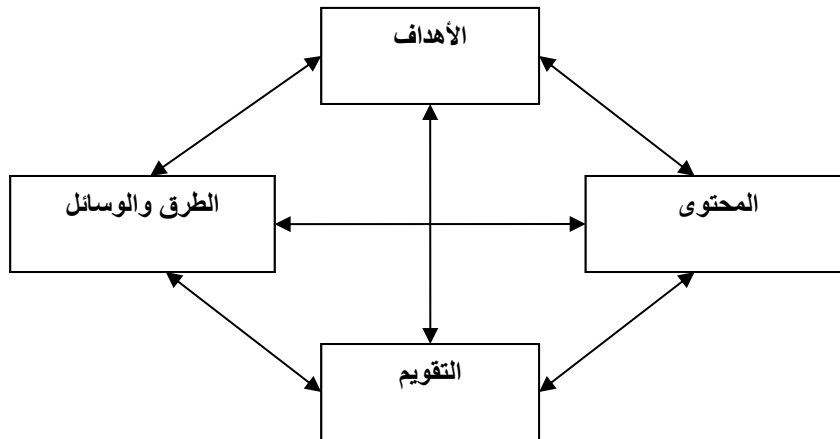 الأهداف
المحتوى
الطرق والوسائل
التقويم